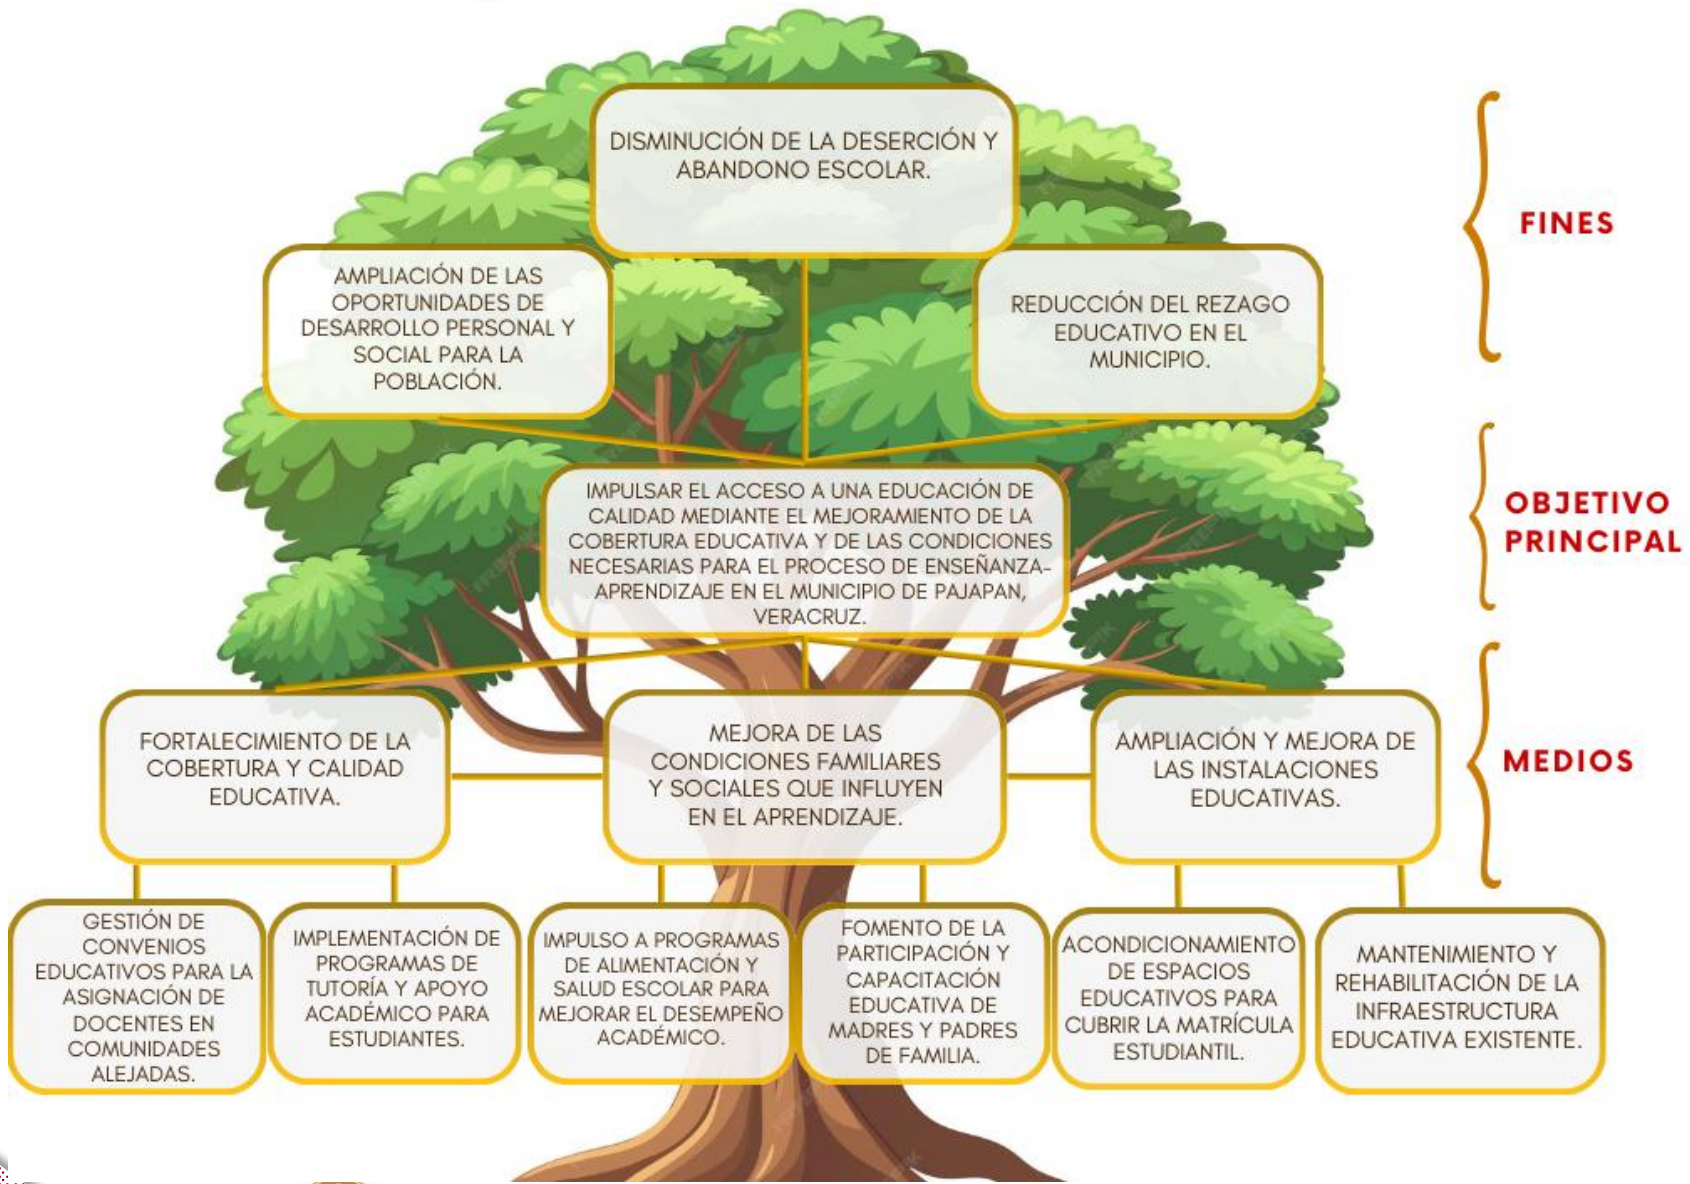 DISMINUCIÓN DE LA DESERCIÓN Y
ABANDONO ESCOLAR.
FINES
AMPLIACIÓN DE LAS
OPORTUNIDADES DE
DESARROLLO PERSONAL Y
SOCIAL PARA LA
POBLACIÓN.
REDUCCIÓN DEL REZAGO
EDUCATIVO EN EL
MUNICIPIO.
IMPULSAR EL ACCESO A UNA EDUCACIÓN DE
CALIDAD MEDIANTE EL MEJORAMIENTO DE LA
COBERTURA EDUCATIVA Y DE LAS CONDICIONES
NECESARIAS PARA EL PROCESO DE ENSEÑANZA-
APRENDIZAJE EN EL MUNICIPIO DE PAJAPAN,
VERACRUZ.
OBJETIVO
PRINCIPAL
FORTALECIMIENTO DE LA
COBERTURA Y CALIDAD
EDUCATIVA.
MEJORA DE LAS
CONDICIONES FAMILIARES
Y SOCIALES QUE INFLUYEN
EN EL APRENDIZAJE.
AMPLIACIÓN Y MEJORA DE
LAS INSTALACIONES
EDUCATIVAS.
MEDIOS
GESTIÓN DE
CONVENIOS
EDUCATIVOS PARA LA
ASIGNACIÓN DE
DOCENTES EN
COMUNIDADES
ALEJADAS.
IMPLEMENTACIÓN DE
PROGRAMAS DE
TUTORÍA Y APOYO
ACADÉMICO PARA
ESTUDIANTES.
IMPULSO A PROGRAMAS
DE ALIMENTACIÓN Y
SALUD ESCOLAR PARA
MEJORAR EL DESEMPEÑO
ACADÉMICO.
FOMENTO DE LA
PARTICIPACIÓN Y
CAPACITACIÓN
EDUCATIVA DE
MADRES Y PADRES
DE FAMILIA.
ACONDICIONAMIENTO
DE ESPACIOS
EDUCATIVOS PARA
CUBRIR LA MATRÍCULA
ESTUDIANTIL.
MANTENIMIENTO Y
REHABILITACIÓN DE LA
INFRAESTRUCTURA
EDUCATIVA EXISTENTE.